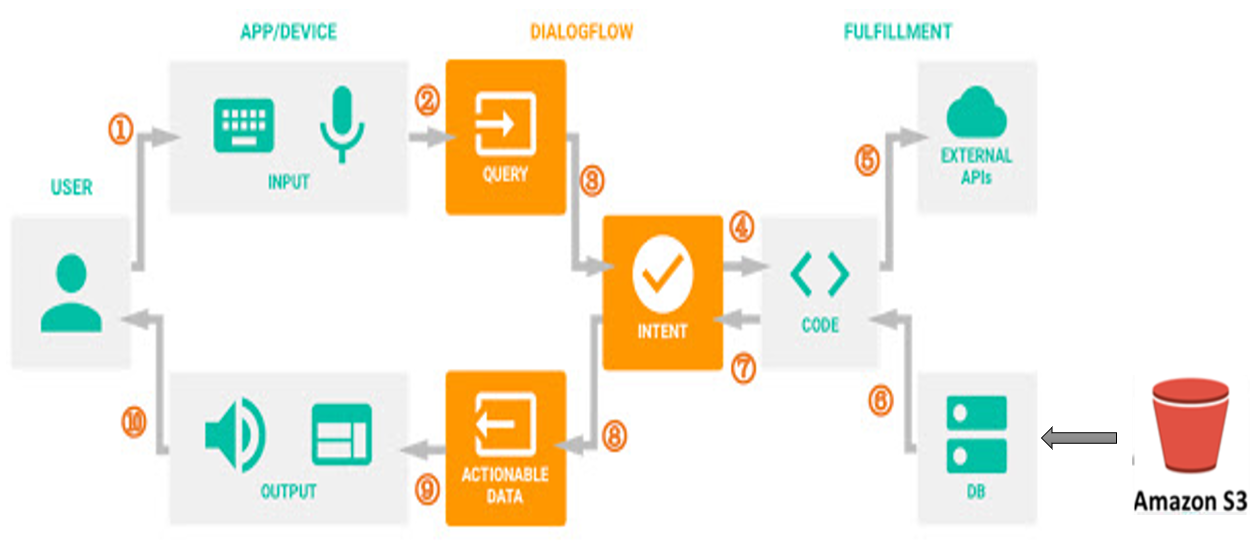 APP/DEVICE
DIALOGFLOW
FULFILLMENT
①
②
INPUT
QUERY
③
⑤
EXTERNAL
APIs
USER
④
INTENT
CODE
⑦
⑥
⑩
OUTPUT
⑨
ACTIONABLE
DATA
⑧
DB
Amazon S3